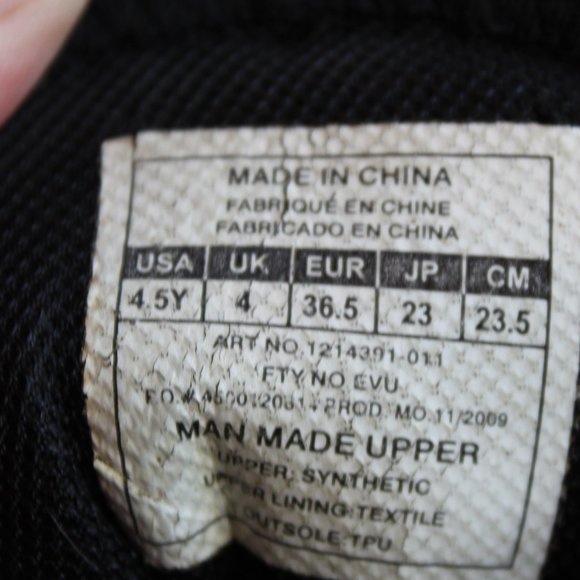 MADE IN CHINA
FABRIQUÉ EN CHINE
FABRICADO EN CHINA
USA UK EUR JP CM
4.5Y 4 36.5 23 23.5
ART NO 1214391-011
FTY NO EVU
P.O.# PROD. MO.11/2009
MAN MADE UPPER
UPPER: SYNTHETIC
UPPER LINING:TEXTILE
OUTSOLE:TPU